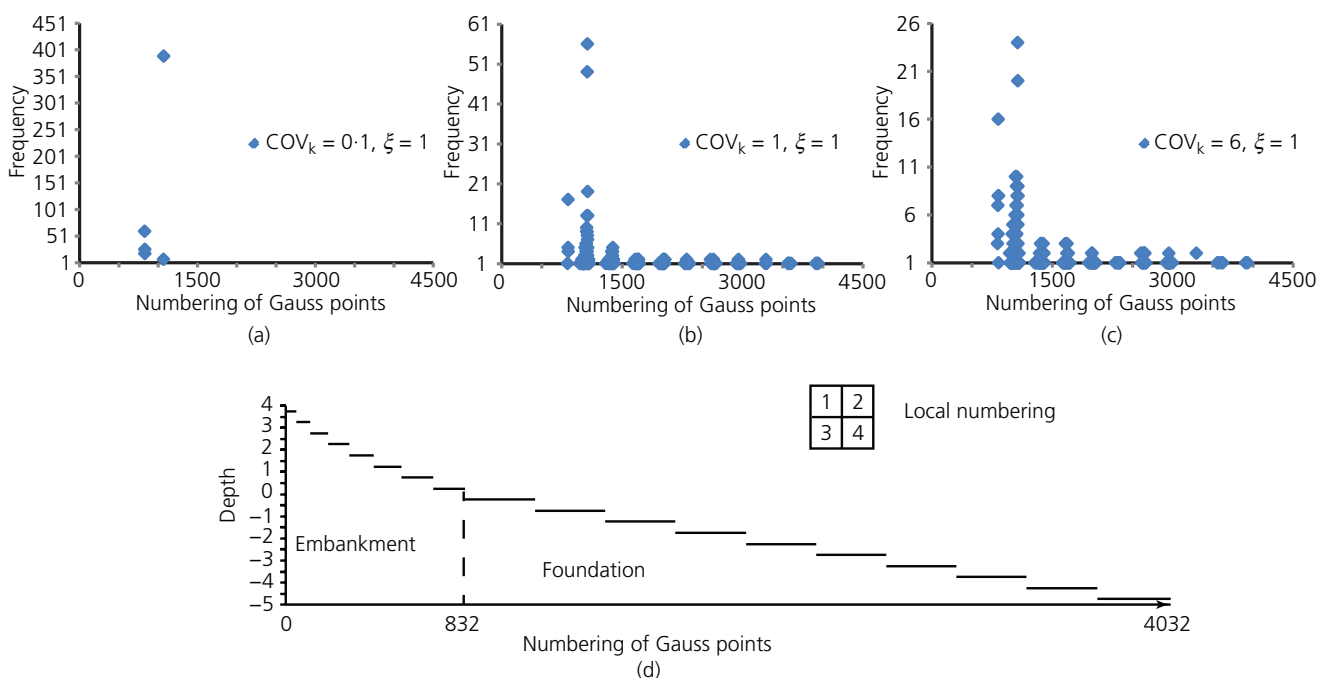 451
401
351
301
251
201
151
101
51
1
Frequency
0
1500
3000
4500
COVk = 0·1, ξ = 1
Numbering of Gauss points
(a)
61
51
41
31
21
11
1
Frequency
0
1500
3000
4500
COVk = 1, ξ = 1
Numbering of Gauss points
(b)
26
21
16
11
6
1
Frequency
0
1500
3000
4500
COVk = 6, ξ = 1
Numbering of Gauss points
(c)
4
3
2
1
0
−1
−2
−3
−4
−5
Depth
1 2
3 4
Local numbering
Embankment
Foundation
0
832
4032
Numbering of Gauss points
(d)